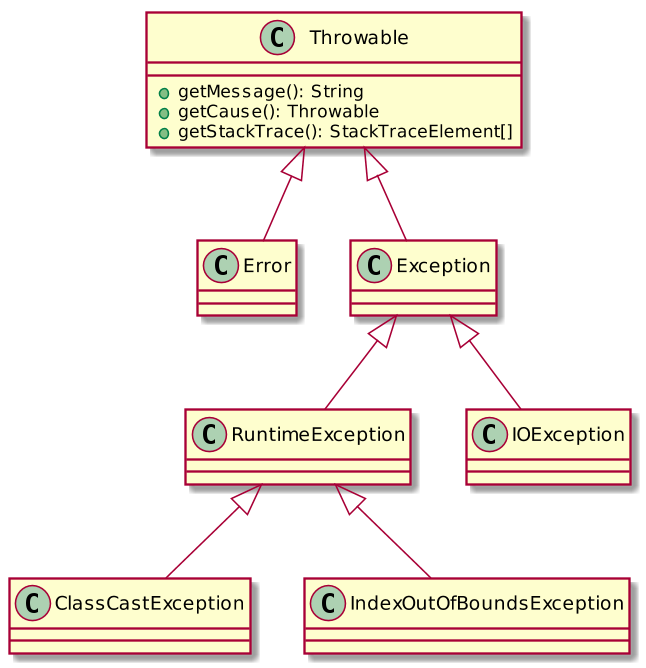 C Throwable
getMessage(): String
getCause(): Throwable
getStackTrace(): StackTraceElement[]
C Error
C Exception
C RuntimeException
C IOException
C ClassCastException
C IndexOutOfBoundsException